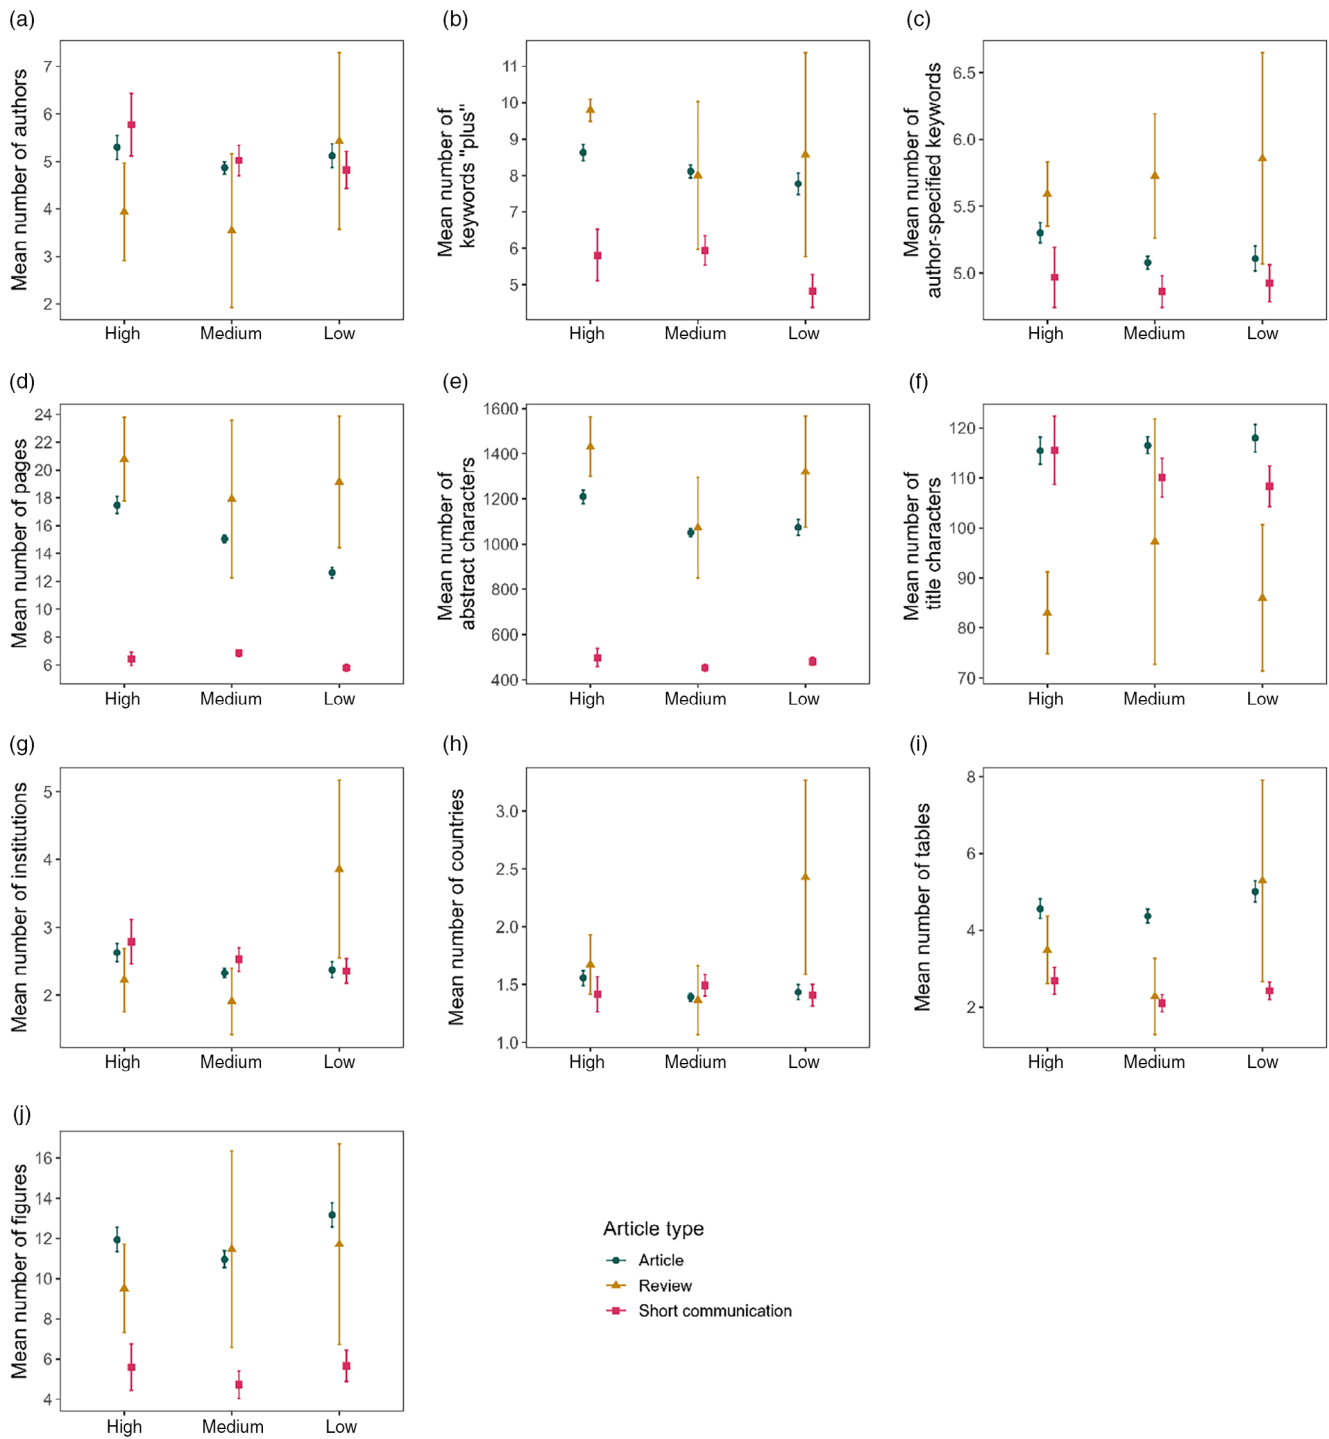 (a)
Mean number of authors
7
6
5
4
3
2
High Medium Low
(b)
Mean number of
keywords "plus"
11
10
9
8
7
6
5
High Medium Low
(c)
Mean number of
author-specified keywords
6.5
6.0
5.5
5.0
High Medium Low
(d)
Mean number of pages
24
22
20
18
16
14
12
10
8
6
High Medium Low
(e)
Mean number of
abstract characters
1600
1400
1200
1000
800
600
400
High Medium Low
(f)
Mean number of
title characters
120
110
100
90
80
70
High Medium Low
(g)
Mean number of institutions
5
4
3
2
High Medium Low
(h)
Mean number of countries
3.0
2.5
2.0
1.5
1.0
High Medium Low
(i)
Mean number of tables
8
6
4
2
High Medium Low
(j)
Mean number of figures
16
14
12
10
8
6
4
High Medium Low
Article type
Article
Review
Short communication